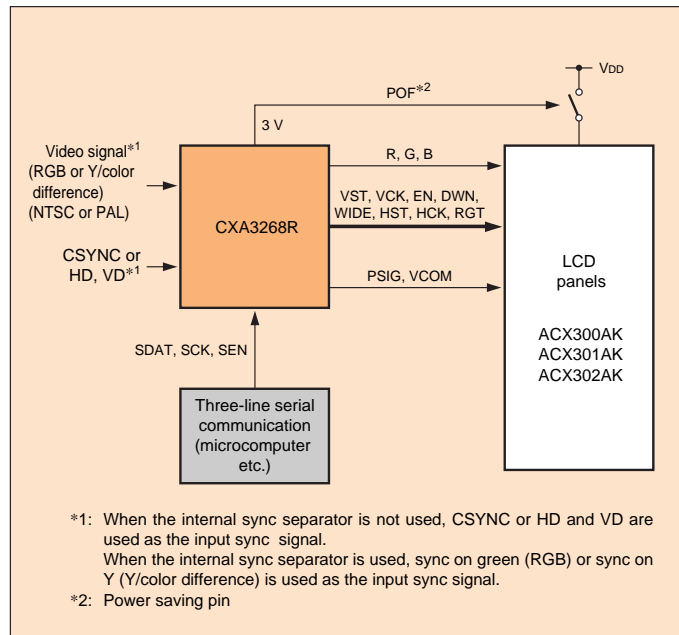 VDD
POF*2
3 V
Video signal*1
(RGB or Y/color
difference)
(NTSC or PAL)
R, G, B
VST, VCK, EN, DWN,
WIDE, HST, HCK, RGT
CXA3268R
CSYNC or
HD, VD*1
PSIG, VCOM
LCD
panels
ACX300AK
ACX301AK
ACX302AK
SDAT, SCK, SEN
Three-line serial
communication
(microcomputer
etc.)
*1: When the internal sync separator is not used, CSYNC or HD and VD are
used as the input sync signal.
When the internal sync separator is used, sync on green (RGB) or sync on
Y (Y/color difference) is used as the input sync signal.
*2: Power saving pin